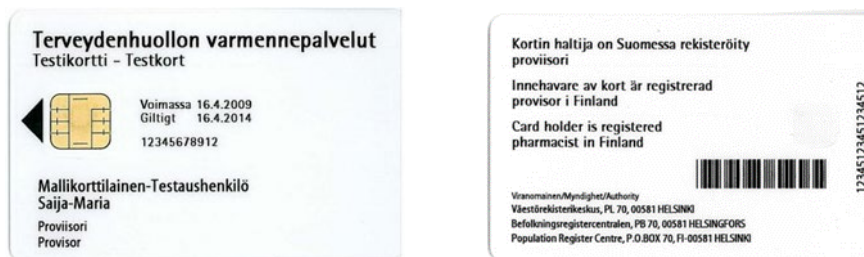 Terveydenhuollon varmennepalvelut
Testikortti – Testkort
Voimassa 16.4.2009
Giltigt 16.4.2014
12345678912
Mallikorttilainen-Testaushenkilö
Saija-Maria
Proviisori
Provisor
Kortin haltija on Suomessa rekisteröity
proviisori
Innehavare av kort är registrerad
provisor i Finland
Card holder is registered
pharmacist in Finland
Viranomainen/Myndighet/Authority
Väestörekisterikeskus, PL 70, 00581 HELSINKI
Befolkningsregistercentralen, PB 70, 00581 HELSINGFORS
Population Register Centre, P.O.BOX 70, FI-00581 HELSINKI
12345123451234512